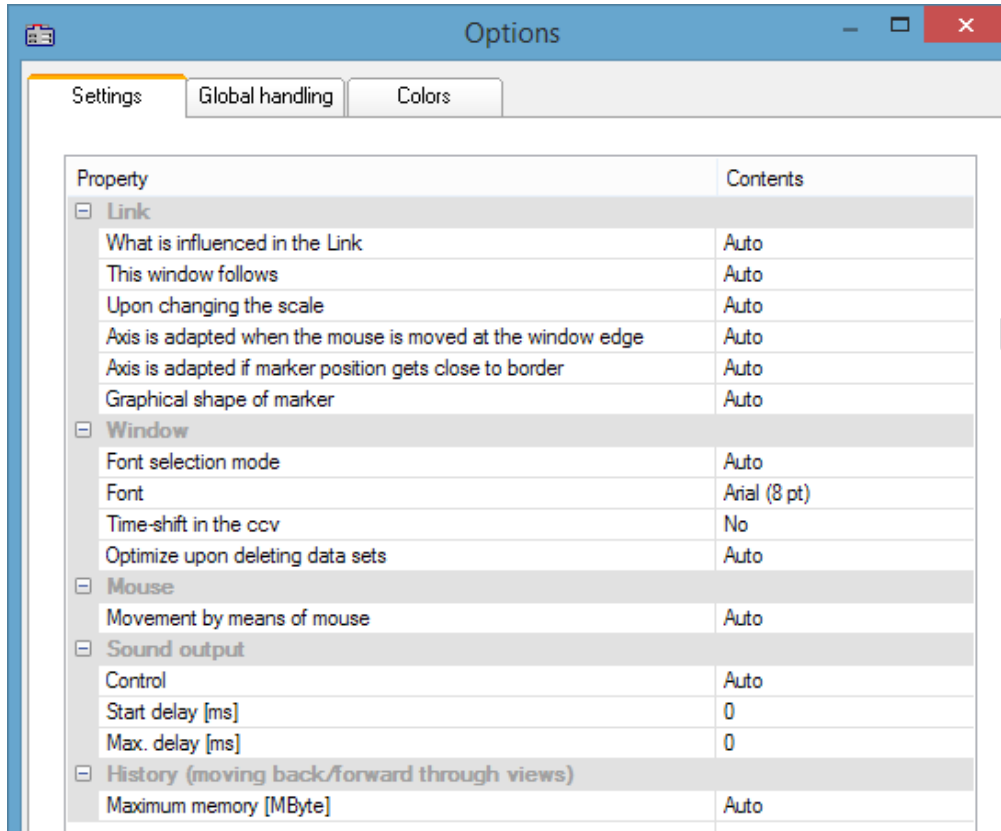 Options
Settings Global handling Colors
Property Contents
Link
What is influenced in the Link Auto
This window follows Auto
Upon changing the scale Auto
Axis is adapted when the mouse is moved at the window edge Auto
Axis is adapted if marker position gets close to border Auto
Graphical shape of marker Auto
Window
Font selection mode Auto
Font Arial (8 pt)
Time-shift in the ccv No
Optimize upon deleting data sets Auto
Mouse
Movement by means of mouse Auto
Sound output
Control Auto
Start delay [ms] 0
Max. delay [ms] 0
History (moving back/forward through views)
Maximum memory [MByte] Auto